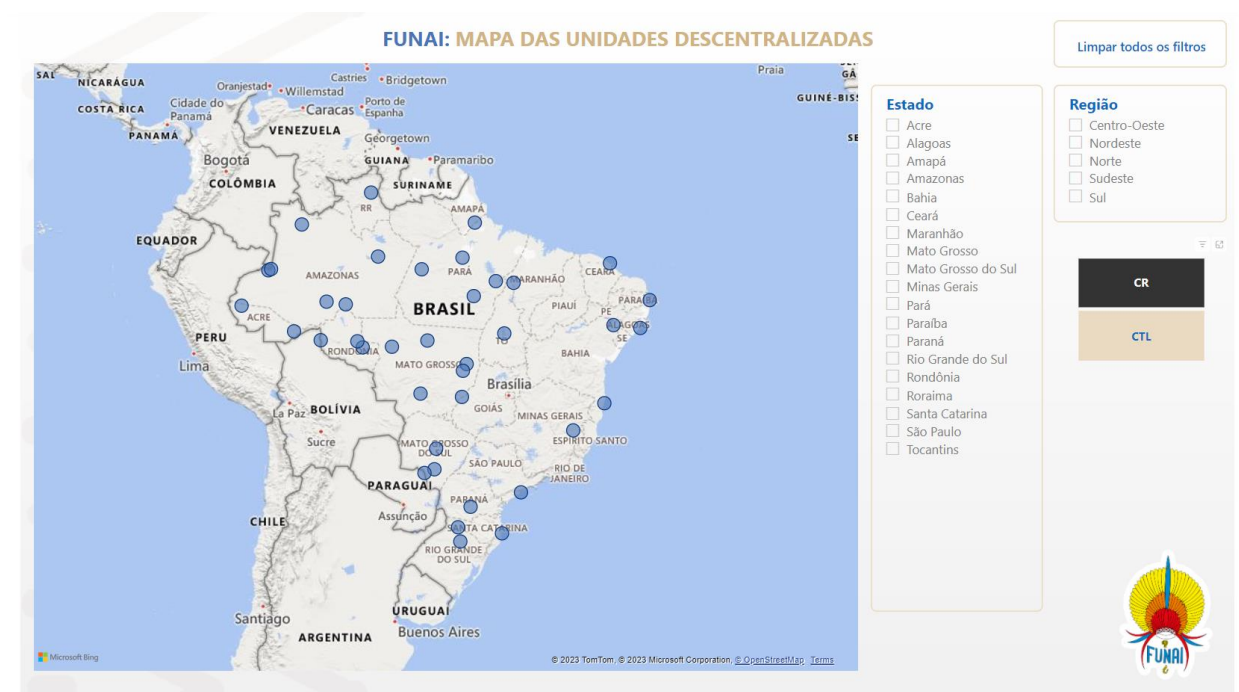 FUNAI: MAPA DAS UNIDADES DESCENTRALIZADAS
Limpar todos os filtros
SAL
NICARÁGUA
COSTA RICA
PANAMÁ
Cidade do
Panamá
Oranjestad
Willemstad
Castries
Bridgetown
Caracas
Porto de
Espanha
VENEZUELA
Georgetown
GUIANA
Paramaribo
SURINAME
Bogotá
COLÔMBIA
Praia
GUINÉ-BIS
GÂ
SE
RR
AMAPÁ
EQUADOR
AMAZONAS
PARÁ
MARANHÃO
CEARÁ
BRASIL
PIAUÍ
PARAÍBA
PE
ALAGOAS
SE
ACRE
PERU
Lima
RONDÔNIA
TO
BAHIA
MATO GROSSO
Brasília
GOIÁS
La Paz
BOLÍVIA
Sucre
MINAS GERAIS
ESPÍRITO SANTO
MATO GROSSO
DO SUL
SÃO PAULO
RIO DE
JANEIRO
PARAGUAI
PARANÁ
Assunção
CHILE
SANTA CATARINA
RIO GRANDE
DO SUL
Santiago
URUGUAI
ARGENTINA
Buenos Aires
Microsoft Bing
© 2023 TomTom, © 2023 Microsoft Corporation, © OpenStreetMap Terms
Estado
Acre
Alagoas
Amapá
Amazonas
Bahia
Ceará
Maranhão
Mato Grosso
Mato Grosso do Sul
Minas Gerais
Pará
Paraíba
Paraná
Rio Grande do Sul
Rondônia
Roraima
Santa Catarina
São Paulo
Tocantins
Região
Centro-Oeste
Nordeste
Norte
Sudeste
Sul
CR
CTL
FUNAI